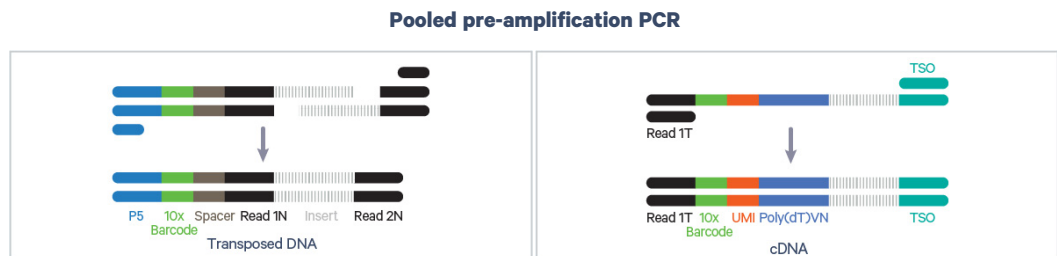 Pooled pre-amplification PCR
P5 10x Barcode Spacer Read 1N Insert Read 2N
Transposed DNA
TSO
Read 1T
Read 1T 10x Barcode UMI Poly(dT)VN TSO
cDNA